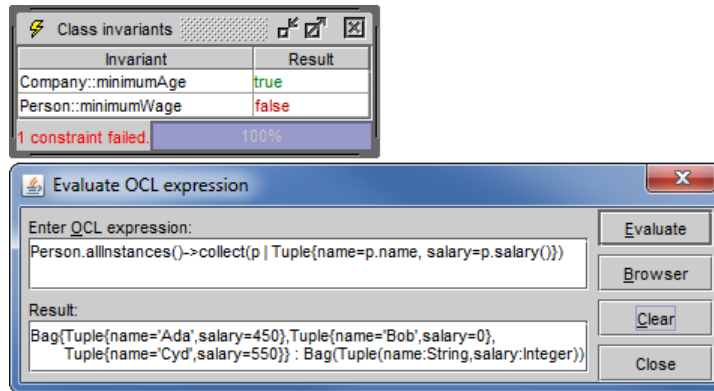 Class invariants
Invariant Result
Company::minimumAge true
Person::minimumWage false
1 constraint failed. 100%
Evaluate OCL expression
Enter OCL expression:
Person.allInstances()->collect(p | Tuple{name=p.name, salary=p.salary()})
Evaluate
Browser
Result:
Bag{Tuple{name='Ada',salary=450},Tuple{name='Bob',salary=0},
Tuple{name='Cyd',salary=550}} : Bag(Tuple(name:String,salary:Integer))
Clear
Close